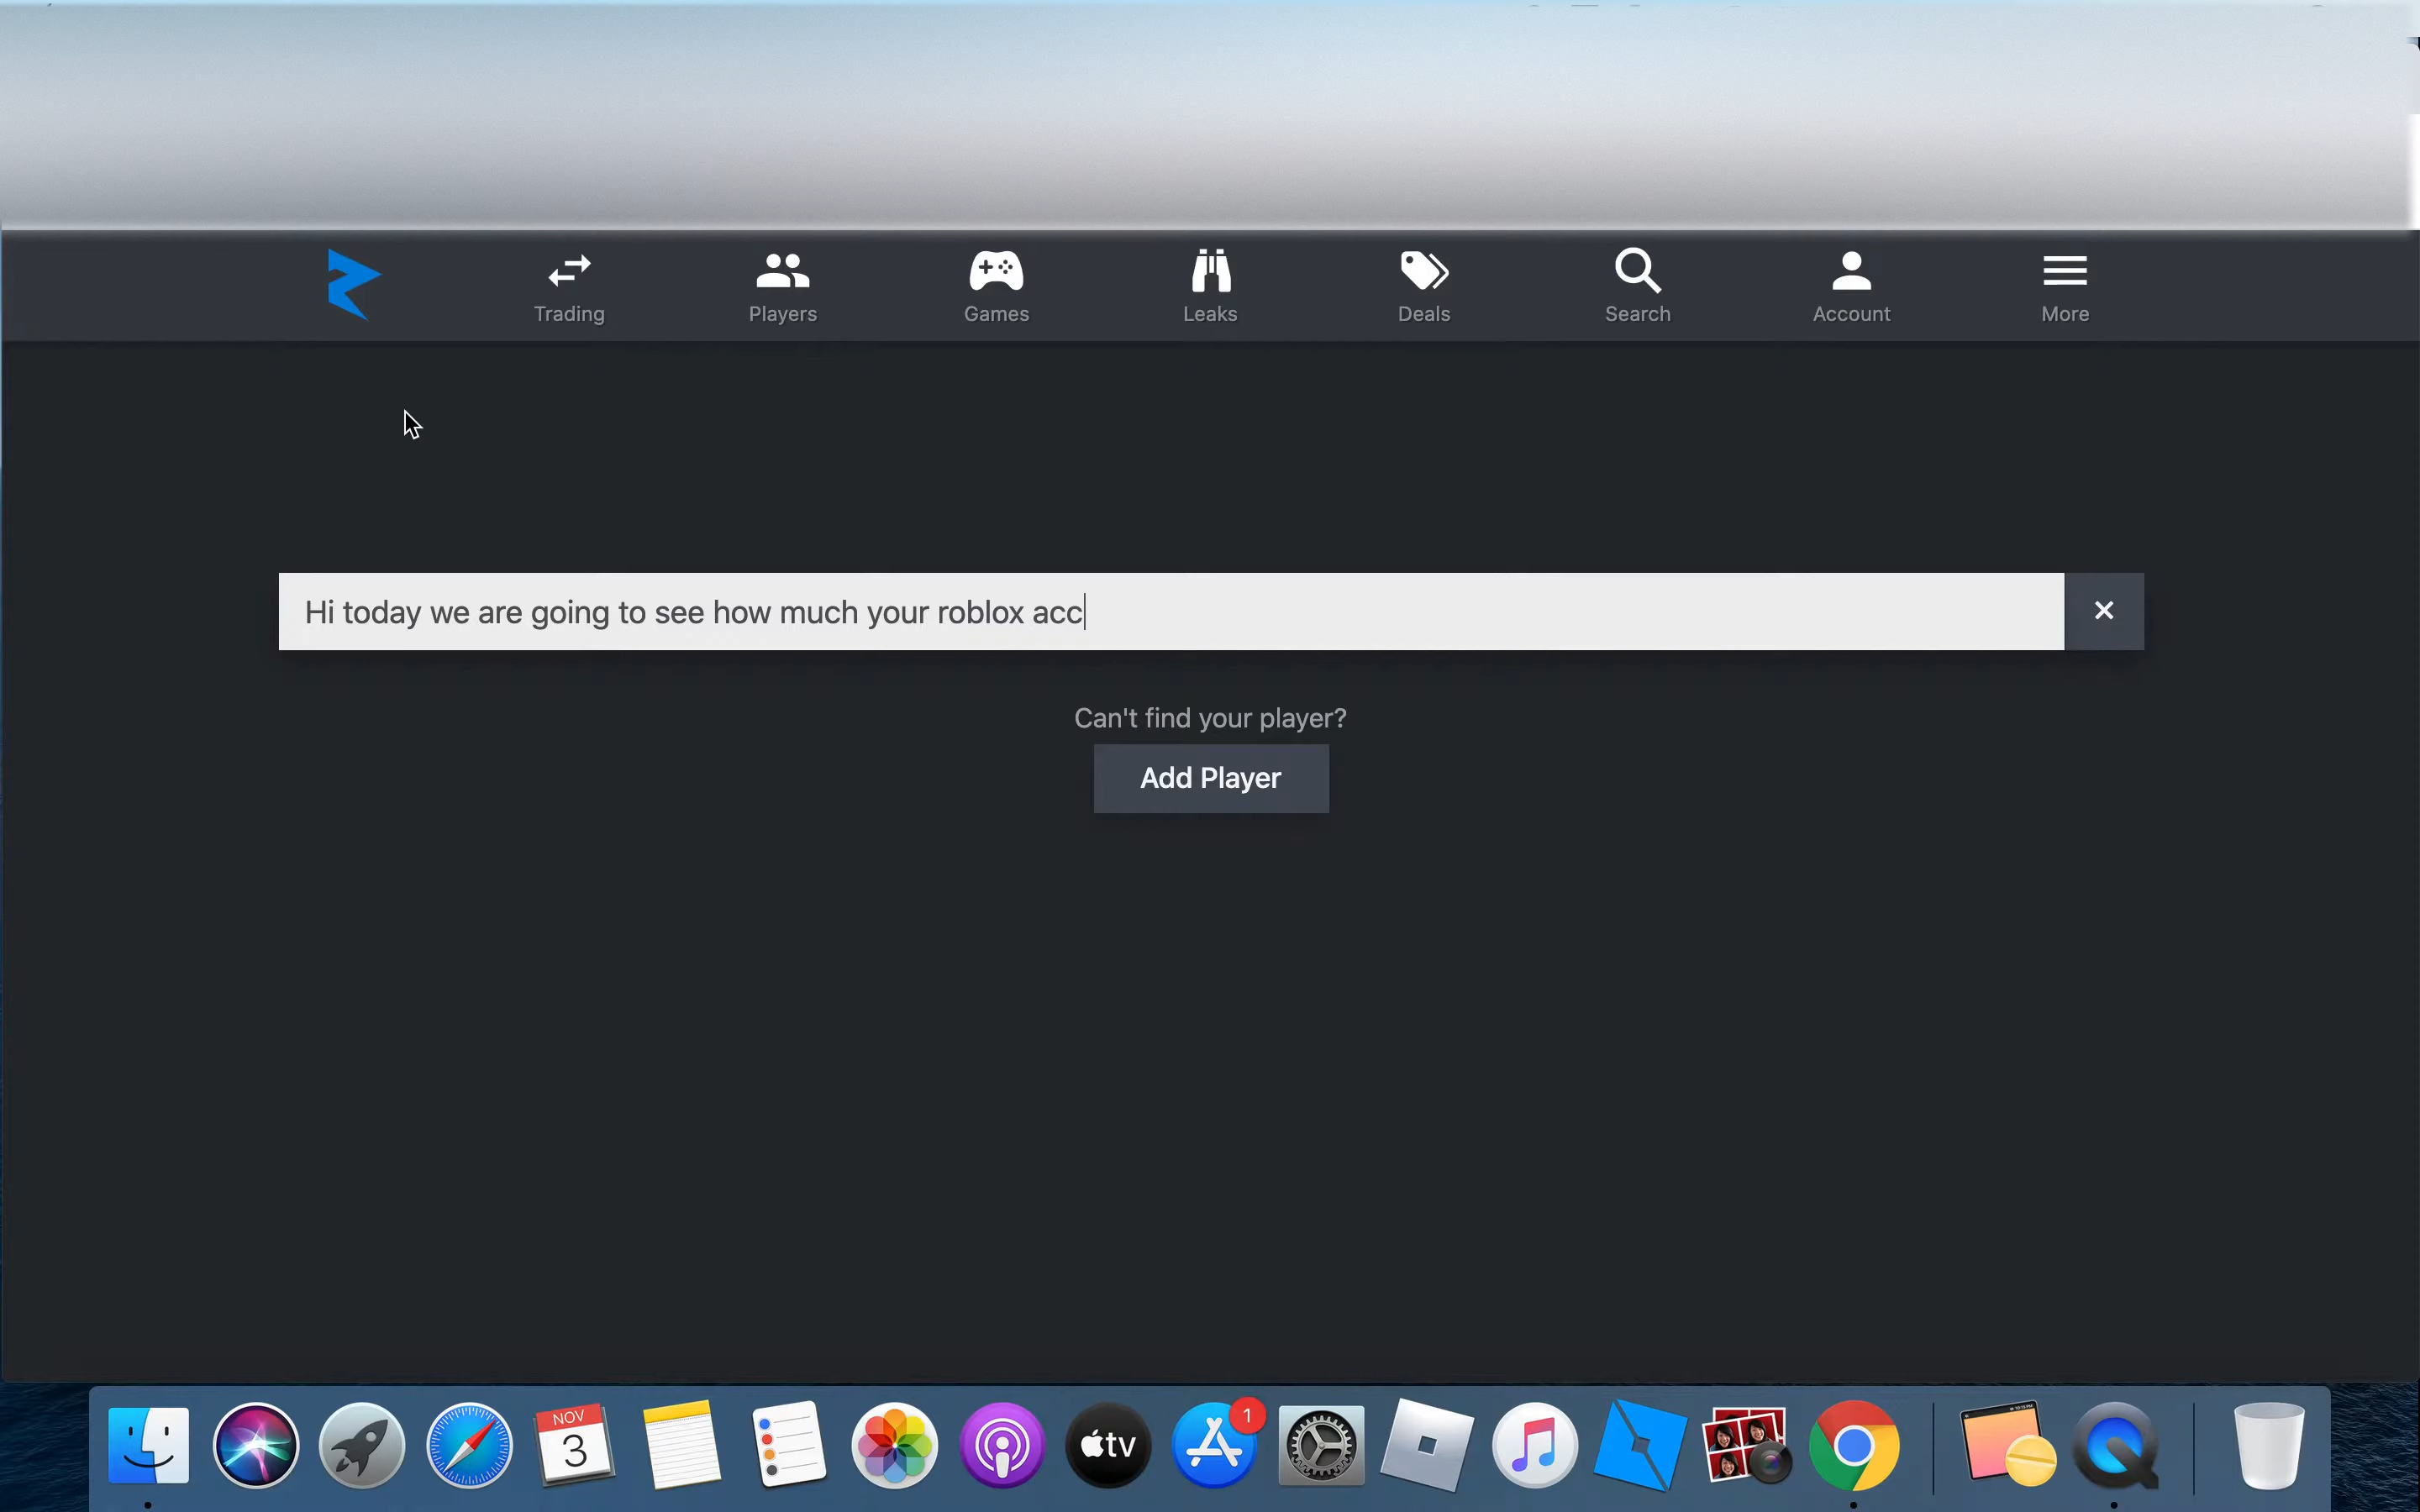 Trading
Players
Games
Leaks
Deals
Search
Account
More
Hi today we are going to see how much your roblox acc
Can't find your player?
Add Player
NOV
3
tv
1